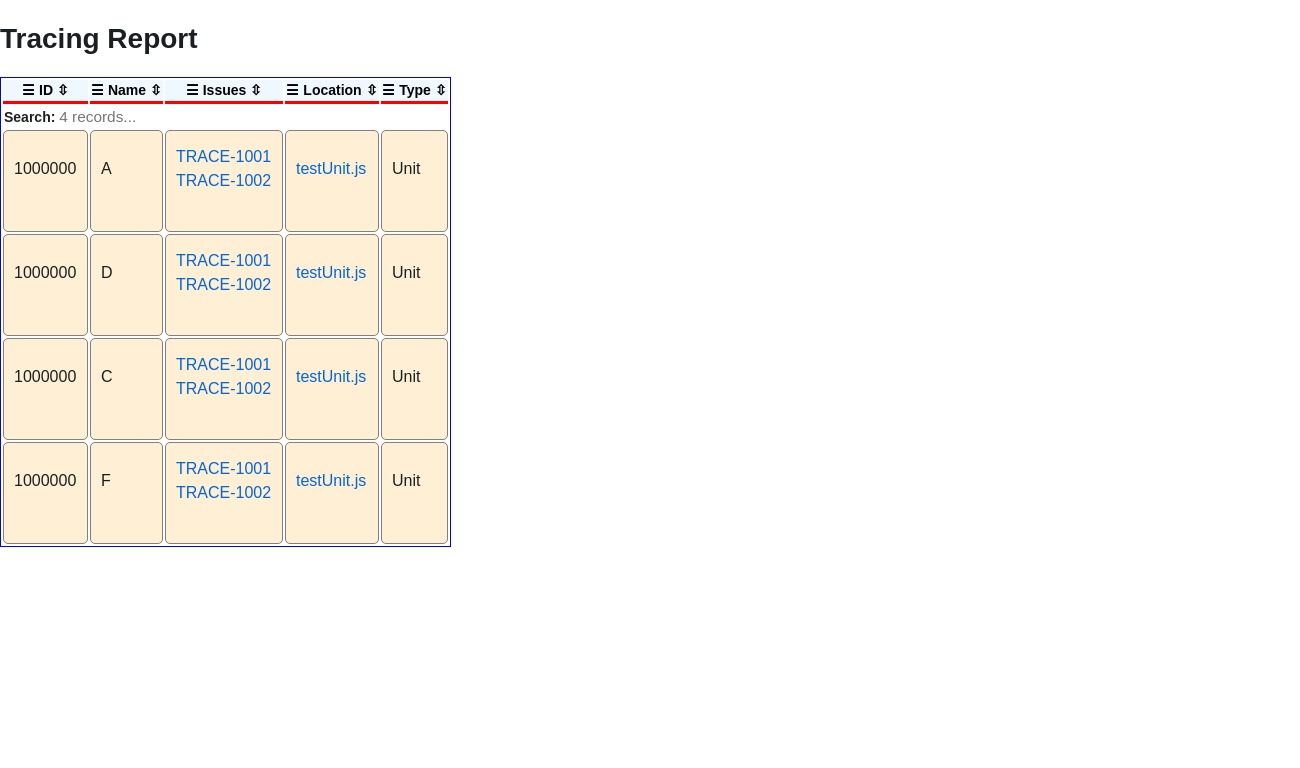 Tracing Report
☰ ID ⇳ ☰ Name ⇳ ☰ Issues ⇳ ☰ Location ⇳ ☰ Type ⇳
Search: 4 records...
1000000 A TRACE-1001 testUnit.js Unit
TRACE-1002
1000000 D TRACE-1001 testUnit.js Unit
TRACE-1002
1000000 C TRACE-1001 testUnit.js Unit
TRACE-1002
1000000 F TRACE-1001 testUnit.js Unit
TRACE-1002